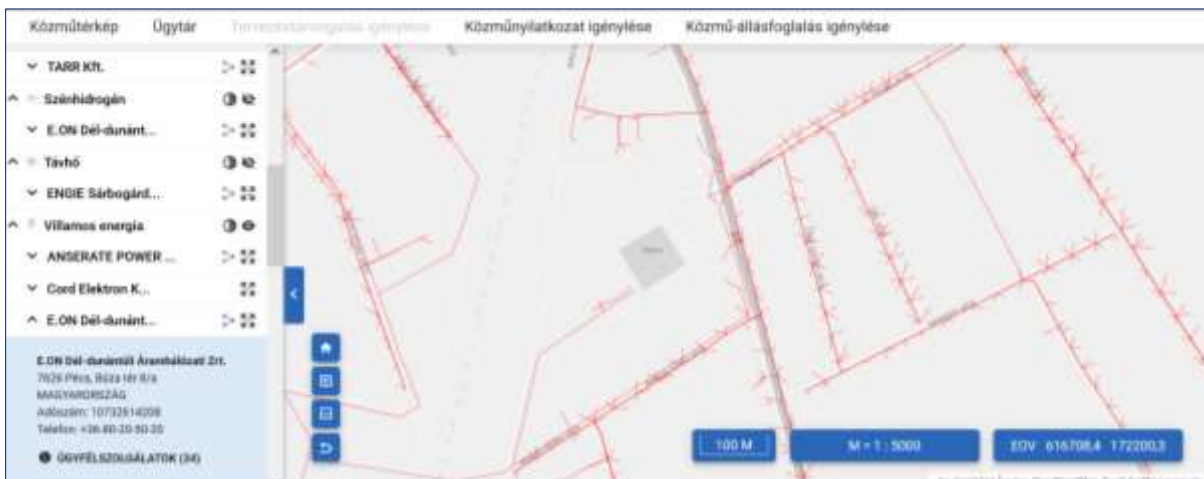 Közműtérkép Ügytár Közműnyilatkozat igénylése Közmű-állásfoglalás igénylése
TARR Kft.
Szénhidrogén
E.ON Dél-dunánt...
Távhő
ENGIE Sárbogárd...
Villamos energia
ANSERATE POWER ...
Cord Elektron K...
E.ON Dél-dunánt...
E.ON Dél-dunántúli Áramhálózati Zrt.
7626 Pécs, Búza tér 8/a
MAGYARORSZÁG
Adószám: 10732614208
Telefon: +36-80-20-50-20
ÜGYFÉLSZOLGÁLATOK (34)
100 M
M = 1 : 5000
EOV 616708,4 172200,3